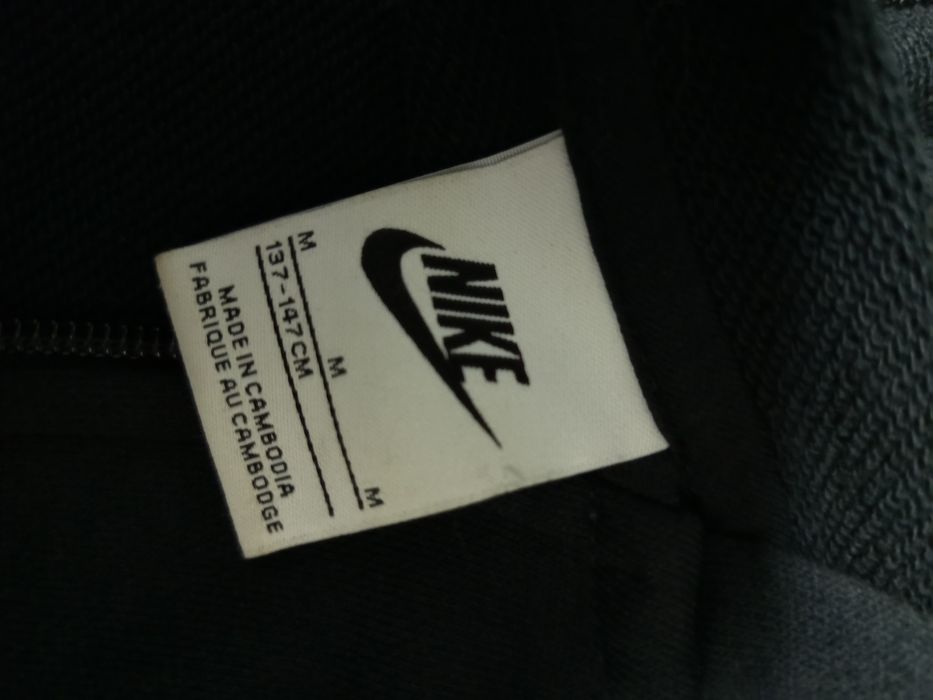 NIKE
M M M
137-147CM
MADE IN CAMBODIA
FABRIQUE AU CAMBODGE